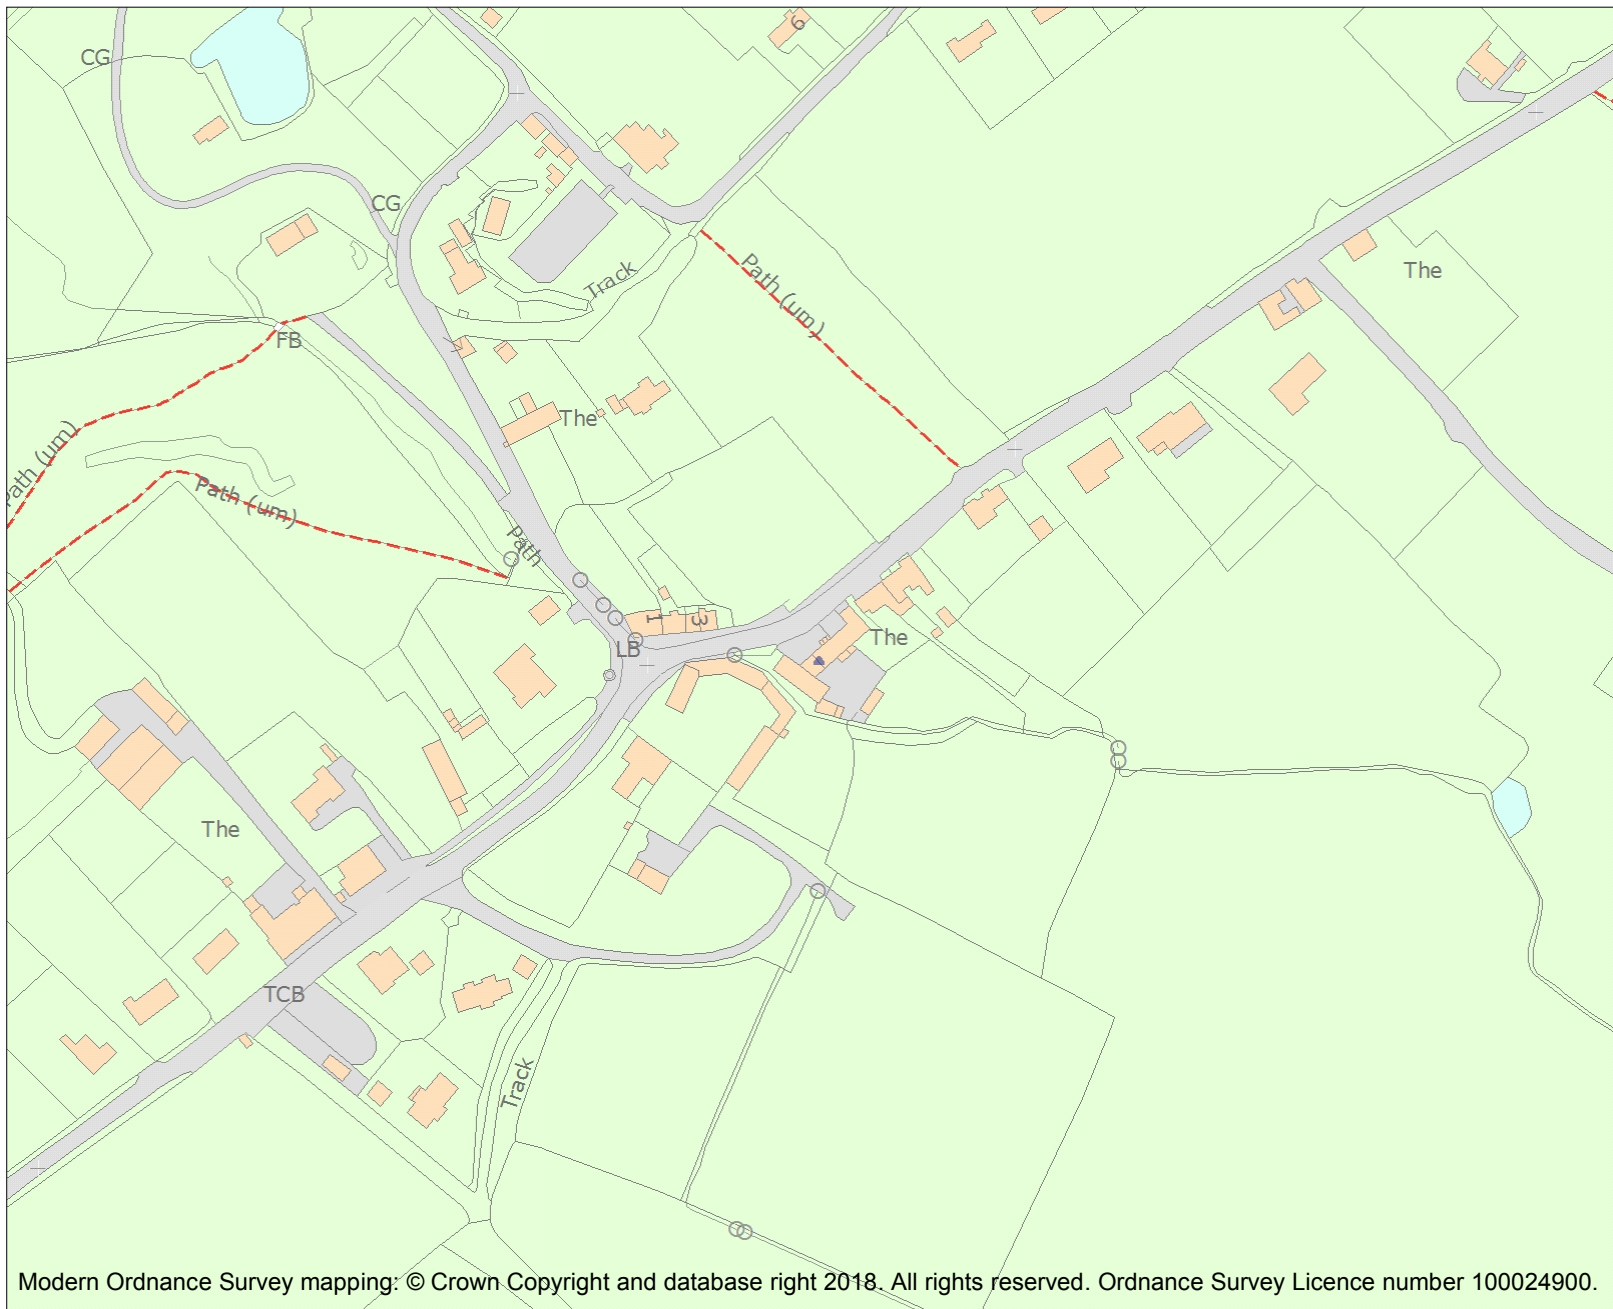 6
CG
CG
The
Track
Path (um)
FB
The
Path (um)
Path (um)
Path
1
3
The
LB
The
TCB
Track
Modern Ordnance Survey mapping: © Crown Copyright and database right 2018. All rights reserved. Ordnance Survey Licence number 100024900.